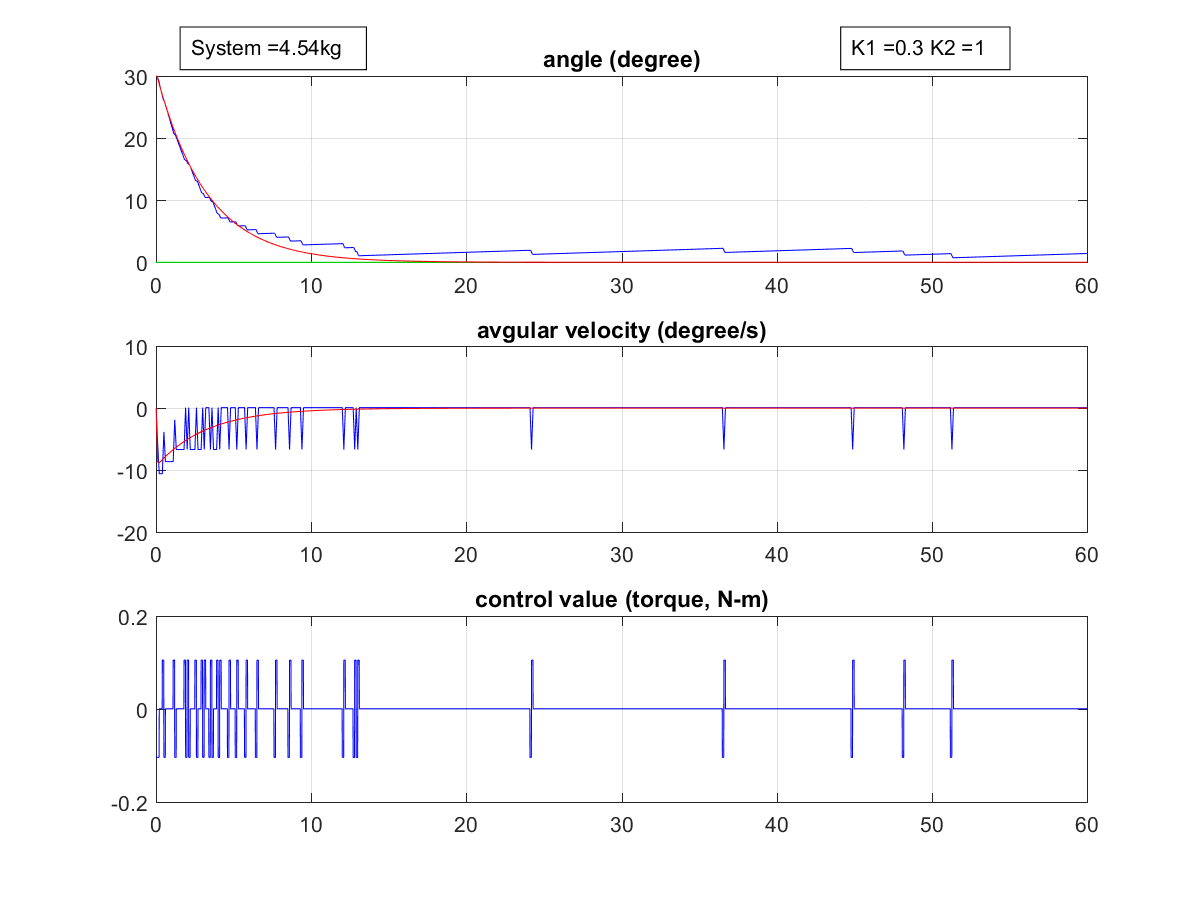 System =4.54kg
K1 =0.3 K2 =1
angle (degree)
30
20
10
0
0 10 20 30 40 50 60
avgular velocity (degree/s)
10
0
-10
-20
0 10 20 30 40 50 60
control value (torque, N-m)
0.2
0
-0.2
0 10 20 30 40 50 60